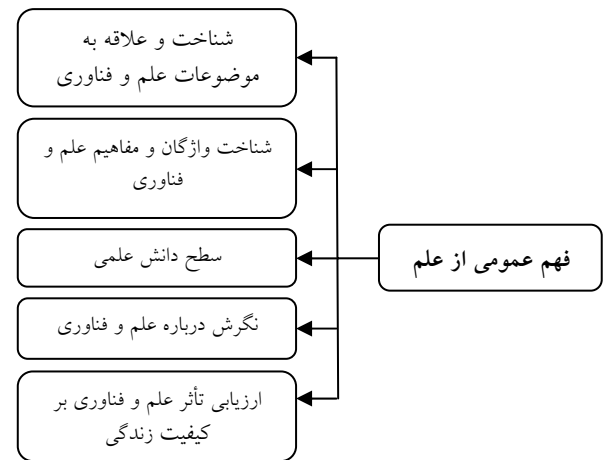 فهم عمومی از علم
شناخت و علاقه به
موضوعات علم و فناوری
شناخت واژگان و مفاهیم علم و
فناوری
سطح دانش علمی
نگرش درباره علم و فناوری
ارزیابی تأثر علم و فناوری بر
کیفیت زندگی